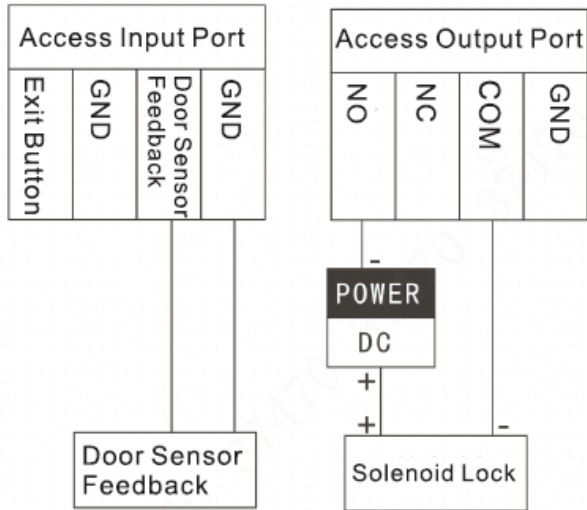 Access Input Port
Exit Button
GND
Door Sensor
Feedback
GND
Access Output Port
NO
NC
COM
GND
-
POWER
DC
+
+
-
Door Sensor
Feedback
Solenoid Lock